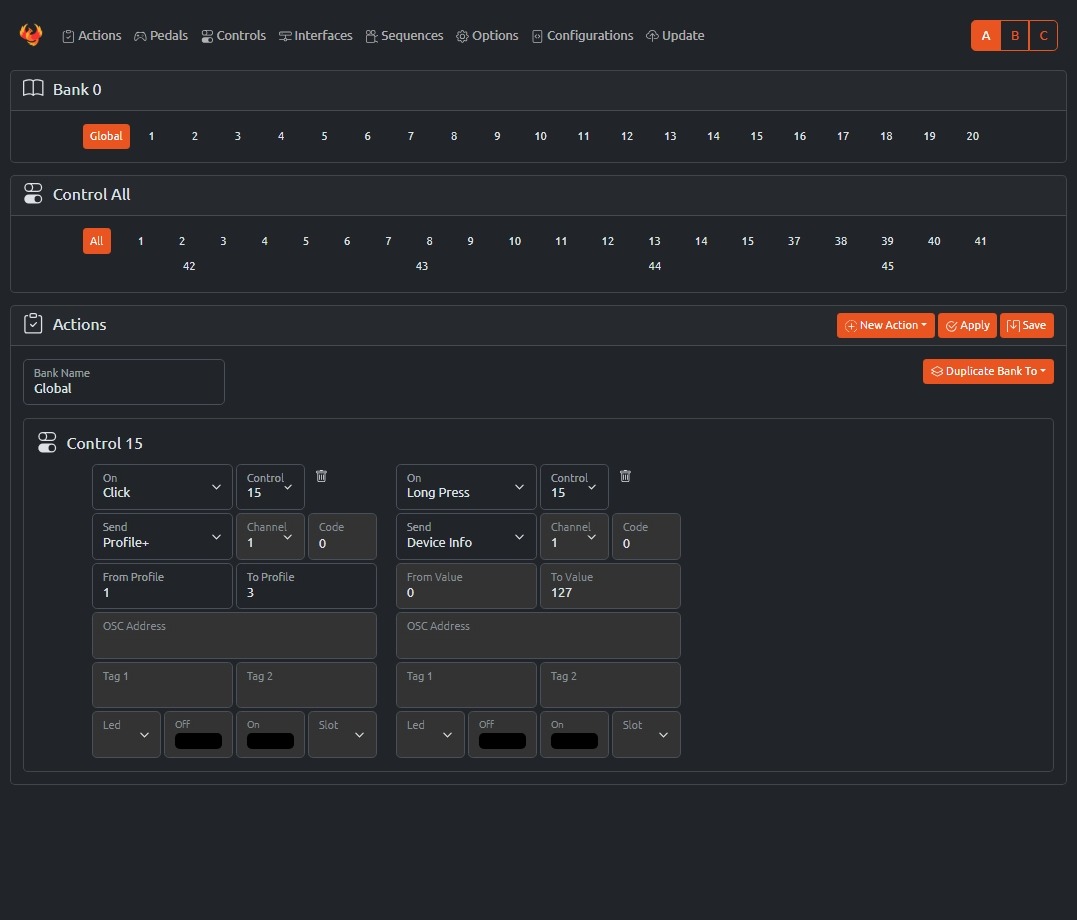 Actions Pedals Controls Interfaces Sequences Options Configurations Update A B C
Bank 0
Global 1 2 3 4 5 6 7 8 9 10 11 12 13 14 15 16 17 18 19 20
Control All
All 1 2 3 4 5 6 7 8 9 10 11 12 13 14 15 37 38 39 40 41
42 43 44 45
Actions New Action Apply Save
Bank Name
Global
Duplicate Bank To
Control 15
On Control On Control
Click 15 Long Press 15
Send Channel Code Send Channel Code
Profile+ 1 0 Device Info 1 0
From Profile To Profile From Value To Value
1 3 0 127
OSC Address OSC Address
Tag 1 Tag 2 Tag 1 Tag 2
Led Off On Slot Led Off On Slot